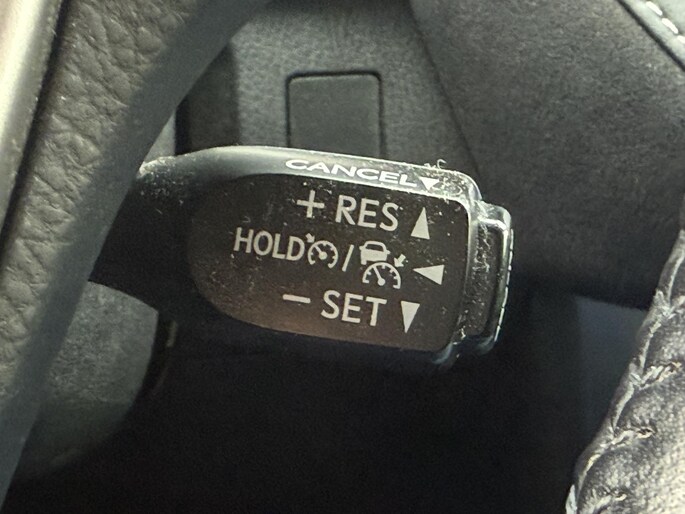 CANCEL▼
+ RES ▲
HOLD / ◀
− SET ▼